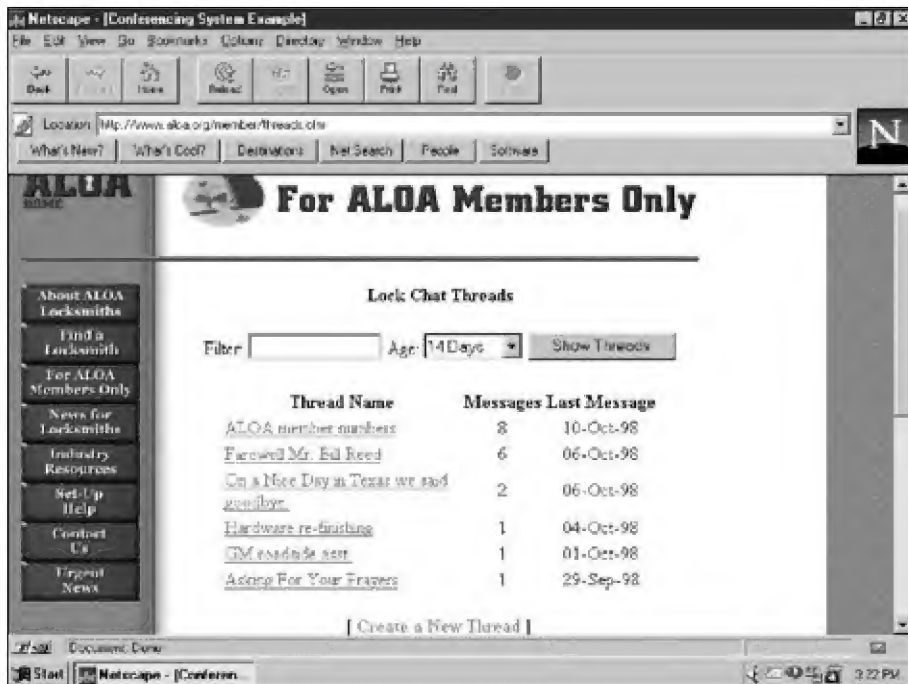 Netscape - [Conferencing System Example]
File Edit View Go Bookmarks Options Directory Window Help
Back Home Reload Open Print Find
Location: http://www.aloa.org/member/threads.cfm
What's New? What's Cool? Destinations Net Search People Software
ALOA
HOME
For ALOA Members Only
About ALOA
Locksmiths
Find a
Locksmith
For ALOA
Members Only
News for
Locksmiths
Industry
Resources
Set-Up
Help
Contact
Us
Urgent
News
Lock Chat Threads
Filter: Age: 14 Days Show Threads
Thread Name Messages Last Message
ALOA member numbers 8 10-Oct-98
Farewell Mr. Bill Reed 6 06-Oct-98
On a Nice Day in Texas we said
goodbye. 2 06-Oct-98
Hardware re-finishing 1 04-Oct-98
GM roadside asst. 1 01-Oct-98
Asking For Your Prayers 1 29-Sep-98
[ Create a New Thread ]
Document: Done
Start Netscape - [Conferen... 3:22 PM